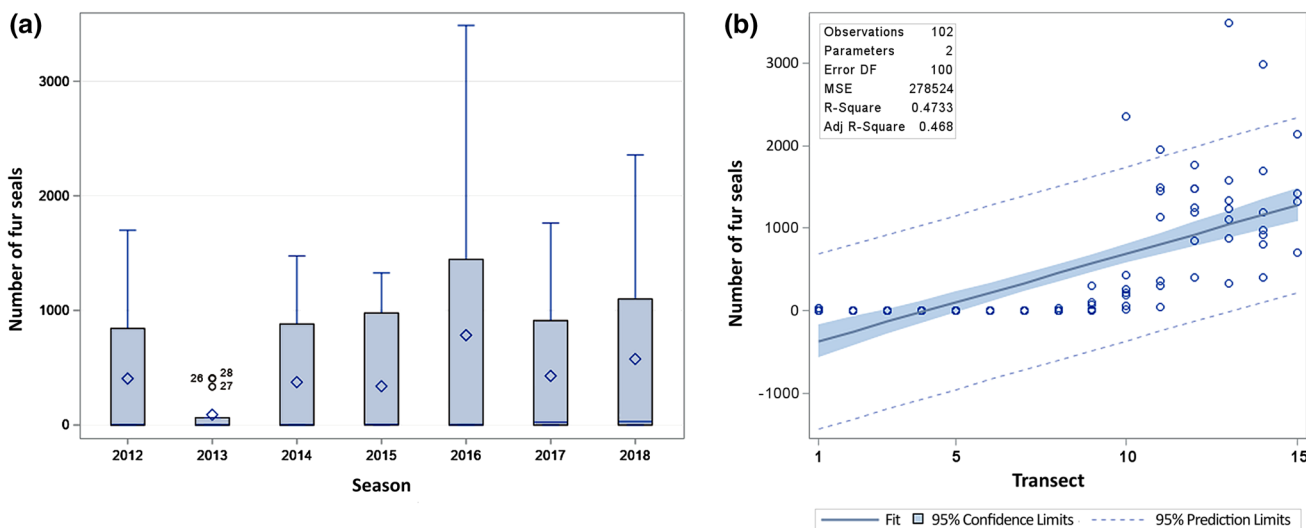 (a)
Number of fur seals
3000
2000
1000
0
26 28
27
2012 2013 2014 2015 2016 2017 2018
Season
(b)
Number of fur seals
3000
2000
1000
0
-1000
Observations 102
Parameters 2
Error DF 100
MSE 278524
R-Square 0.4733
Adj R-Square 0.468
1 5 10 15
Transect
Fit 95% Confidence Limits 95% Prediction Limits